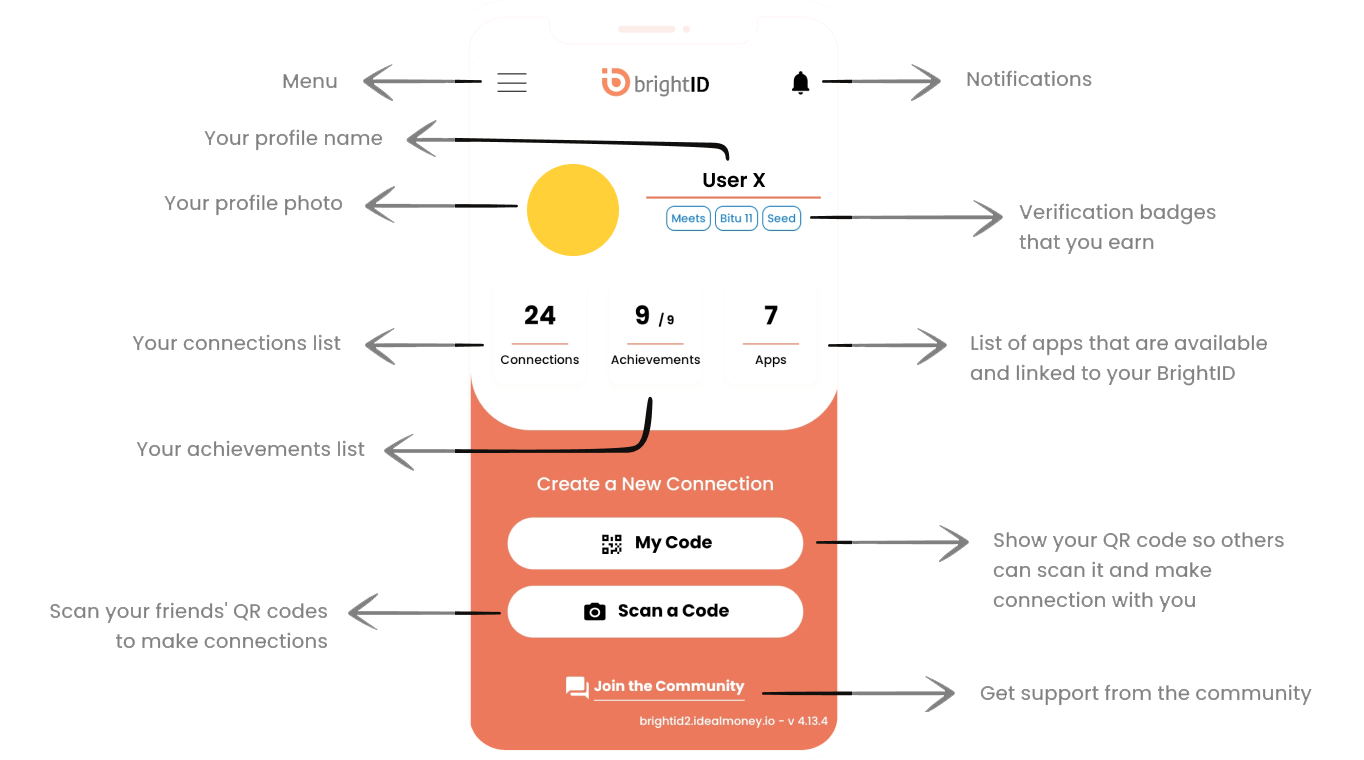 Menu
brightID
Notifications
Your profile name
Your profile photo
User X
Meets Bitu 11 Seed
Verification badges
that you earn
24
9 / 9
7
Connections
Achievements
Apps
Your connections list
List of apps that are available
and linked to your BrightID
Your achievements list
Create a New Connection
My Code
Show your QR code so others
can scan it and make
connection with you
Scan your friends' QR codes
to make connections
Scan a Code
Join the Community
Get support from the community
brightid2.idealmoney.io - v 4.13.4